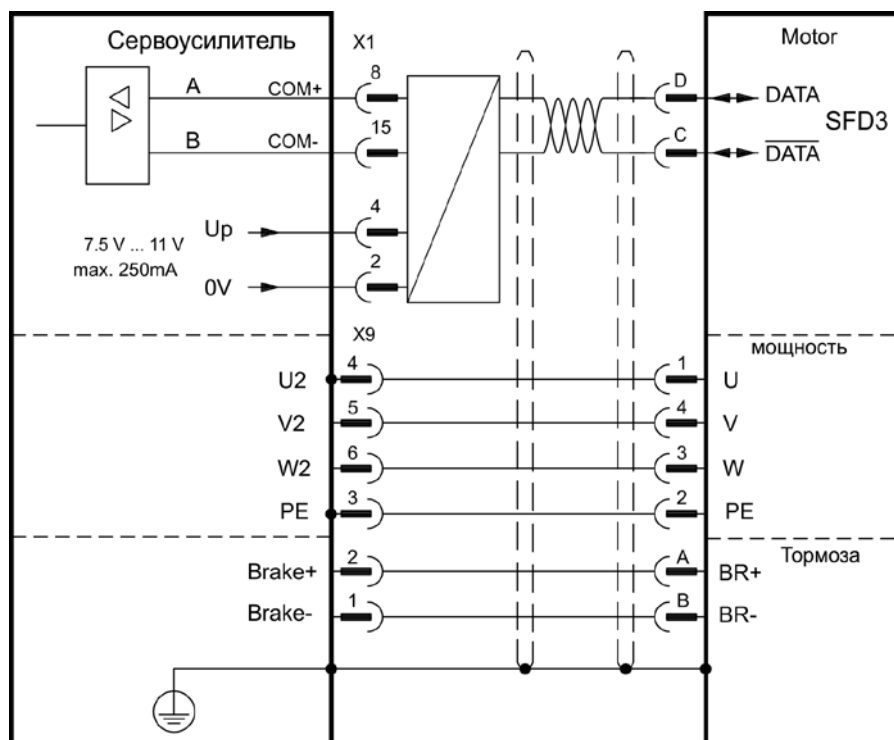 Сервоусилитель X1 Motor
A COM+ 8 D DATA
SFD3
B COM- 15 C DATA
Up 4
7.5 V ... 11 V
max. 250mA
0V 2
X9 мощность
U2 4 1 U
V2 5 4 V
W2 6 3 W
PE 3 2 PE
Тормоза
Brake+ 2 A BR+
Brake- 1 B BR-